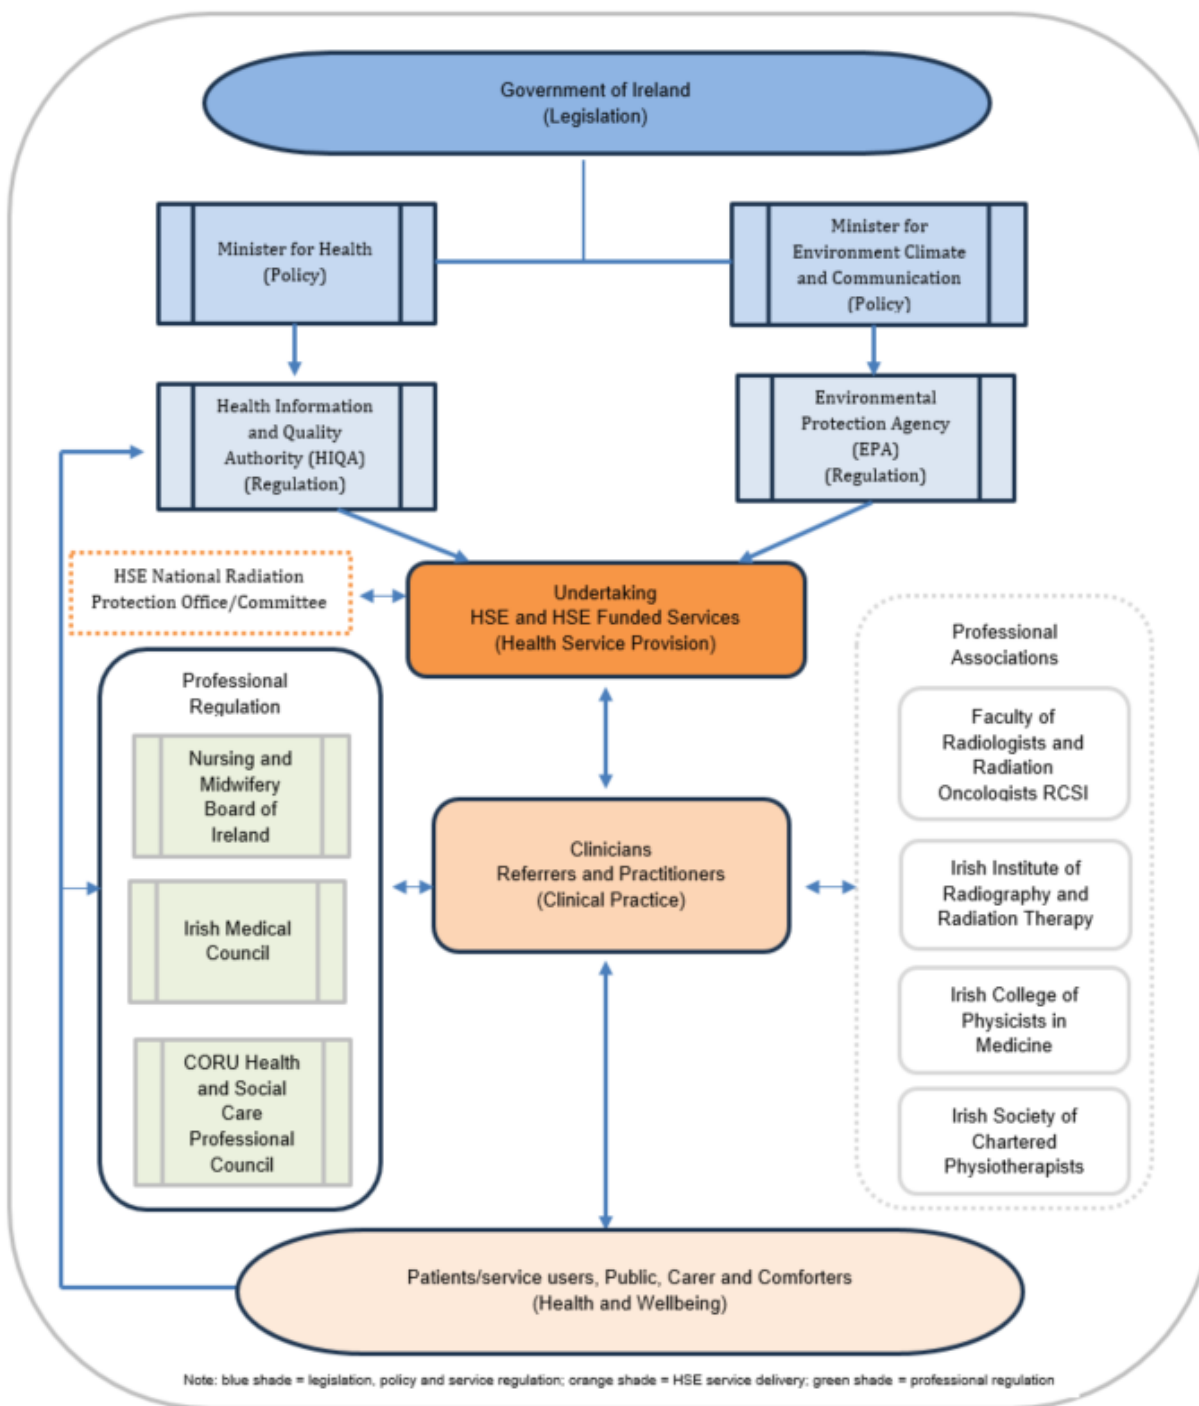 Government of Ireland
(Legislation)
Minister for Health
(Policy)
Minister for
Environment Climate
and Communication
(Policy)
Health Information
and Quality
Authority (HIQA)
(Regulation)
Environmental
Protection Agency
(EPA)
(Regulation)
HSE National Radiation
Protection Office/Committee
Undertaking
HSE and HSE Funded Services
(Health Service Provision)
Professional
Regulation
Nursing and
Midwifery
Board of
Ireland
Irish Medical
Council
CORU Health
and Social
Care
Professional
Council
Clinicians
Referrers and Practitioners
(Clinical Practice)
Professional
Associations
Faculty of
Radiologists and
Radiation
Oncologists RCSI
Irish Institute of
Radiography and
Radiation Therapy
Irish College of
Physicists in
Medicine
Irish Society of
Chartered
Physiotherapists
Patients/service users, Public, Carer and Comforters
(Health and Wellbeing)
Note: blue shade = legislation, policy and service regulation; orange shade = HSE service delivery; green shade = professional regulation